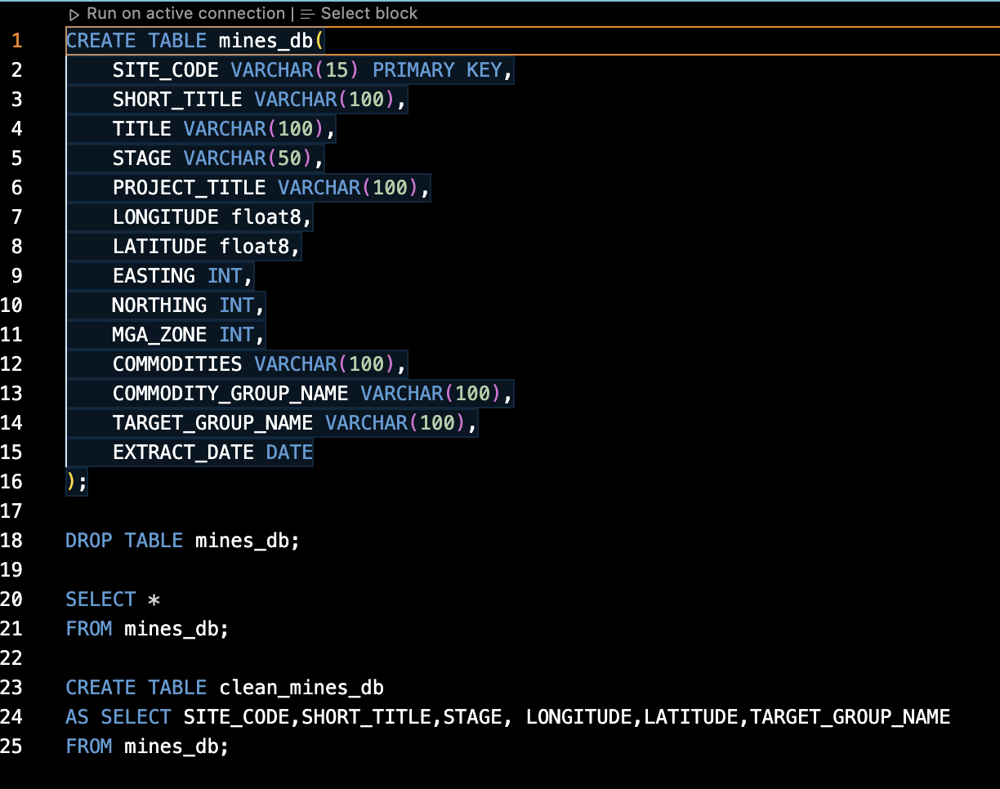 Run on active connection | Select block
1 CREATE TABLE mines_db(
2 SITE_CODE VARCHAR(15) PRIMARY KEY,
3 SHORT_TITLE VARCHAR(100),
4 TITLE VARCHAR(100),
5 STAGE VARCHAR(50),
6 PROJECT_TITLE VARCHAR(100),
7 LONGITUDE float8,
8 LATITUDE float8,
9 EASTING INT,
10 NORTHING INT,
11 MGA_ZONE INT,
12 COMMODITIES VARCHAR(100),
13 COMMODITY_GROUP_NAME VARCHAR(100),
14 TARGET_GROUP_NAME VARCHAR(100),
15 EXTRACT_DATE DATE
16 );
17
18 DROP TABLE mines_db;
19
20 SELECT *
21 FROM mines_db;
22
23 CREATE TABLE clean_mines_db
24 AS SELECT SITE_CODE,SHORT_TITLE,STAGE, LONGITUDE,LATITUDE,TARGET_GROUP_NAME
25 FROM mines_db;